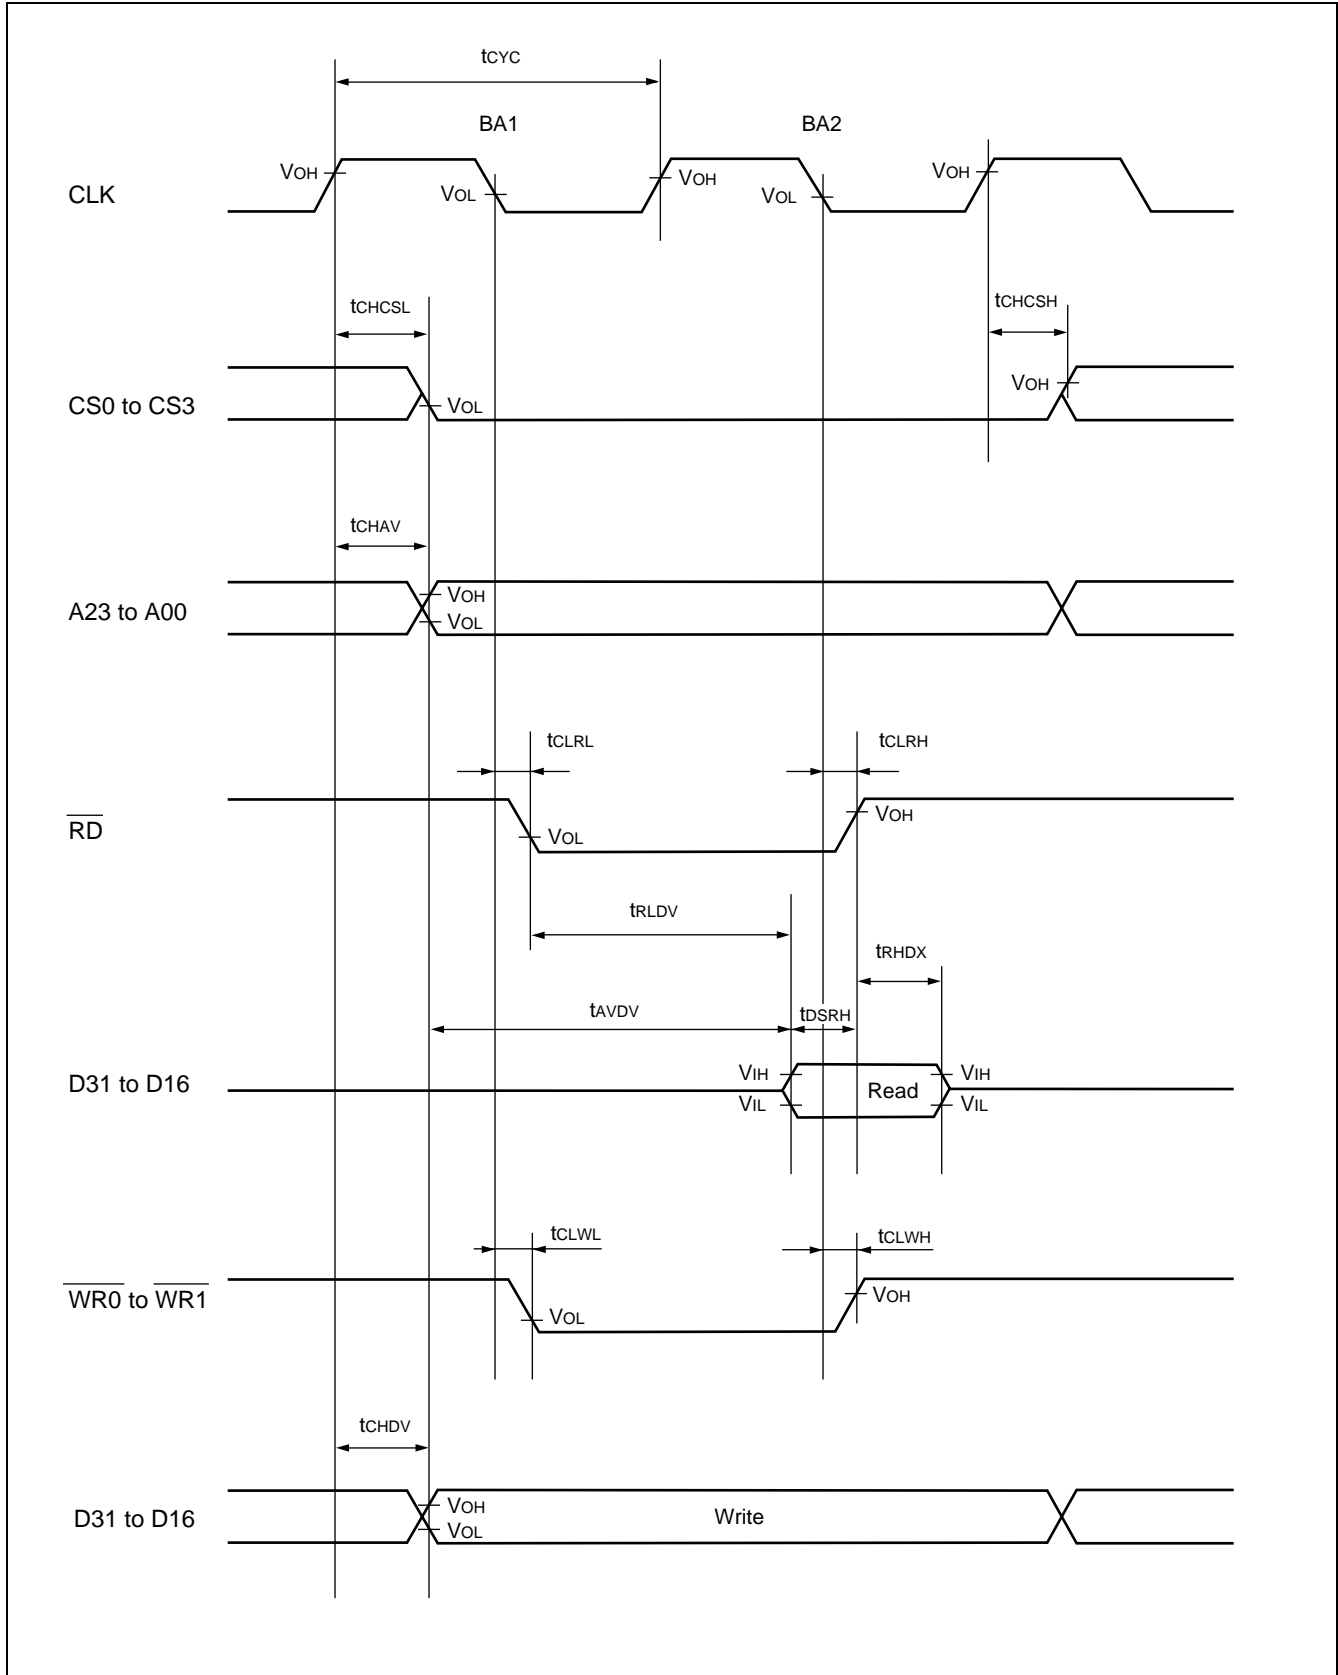 tCYC
BA1 BA2
CLK VOH VOL VOH VOL VOH
tCHCSL tCHCSH
CS0 to CS3 VOL VOH
tCHAV
A23 to A00 VOH
VOL
tCLRL tCLRH
RD VOL VOH
tRLDV
tRHDX
tAVDV tDSRH
D31 to D16 VIH Read VIH
VIL VIL
tCLWL tCLWH
WR0 to WR1 VOL VOH
tCHDV
D31 to D16 VOH Write
VOL